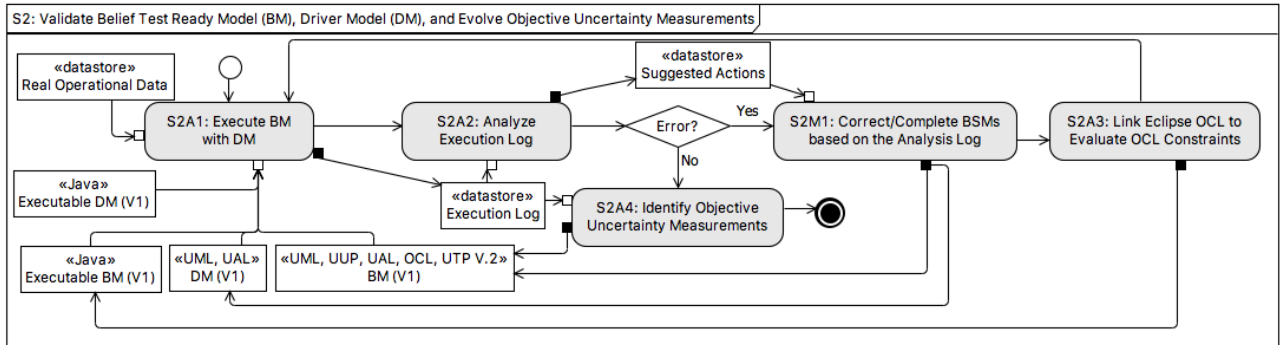 S2: Validate Belief Test Ready Model (BM), Driver Model (DM), and Evolve Objective Uncertainty Measurements
«datastore»
Real Operational Data
«datastore»
Suggested Actions
S2A1: Execute BM
with DM
S2A2: Analyze
Execution Log
Error?
Yes
S2M1: Correct/Complete BSMs
based on the Analysis Log
S2A3: Link Eclipse OCL to
Evaluate OCL Constraints
No
«Java»
Executable DM (V1)
«datastore»
Execution Log
S2A4: Identify Objective
Uncertainty Measurements
«Java»
Executable BM (V1)
«UML, UAL»
DM (V1)
«UML, UUP, UAL, OCL, UTP V.2»
BM (V1)